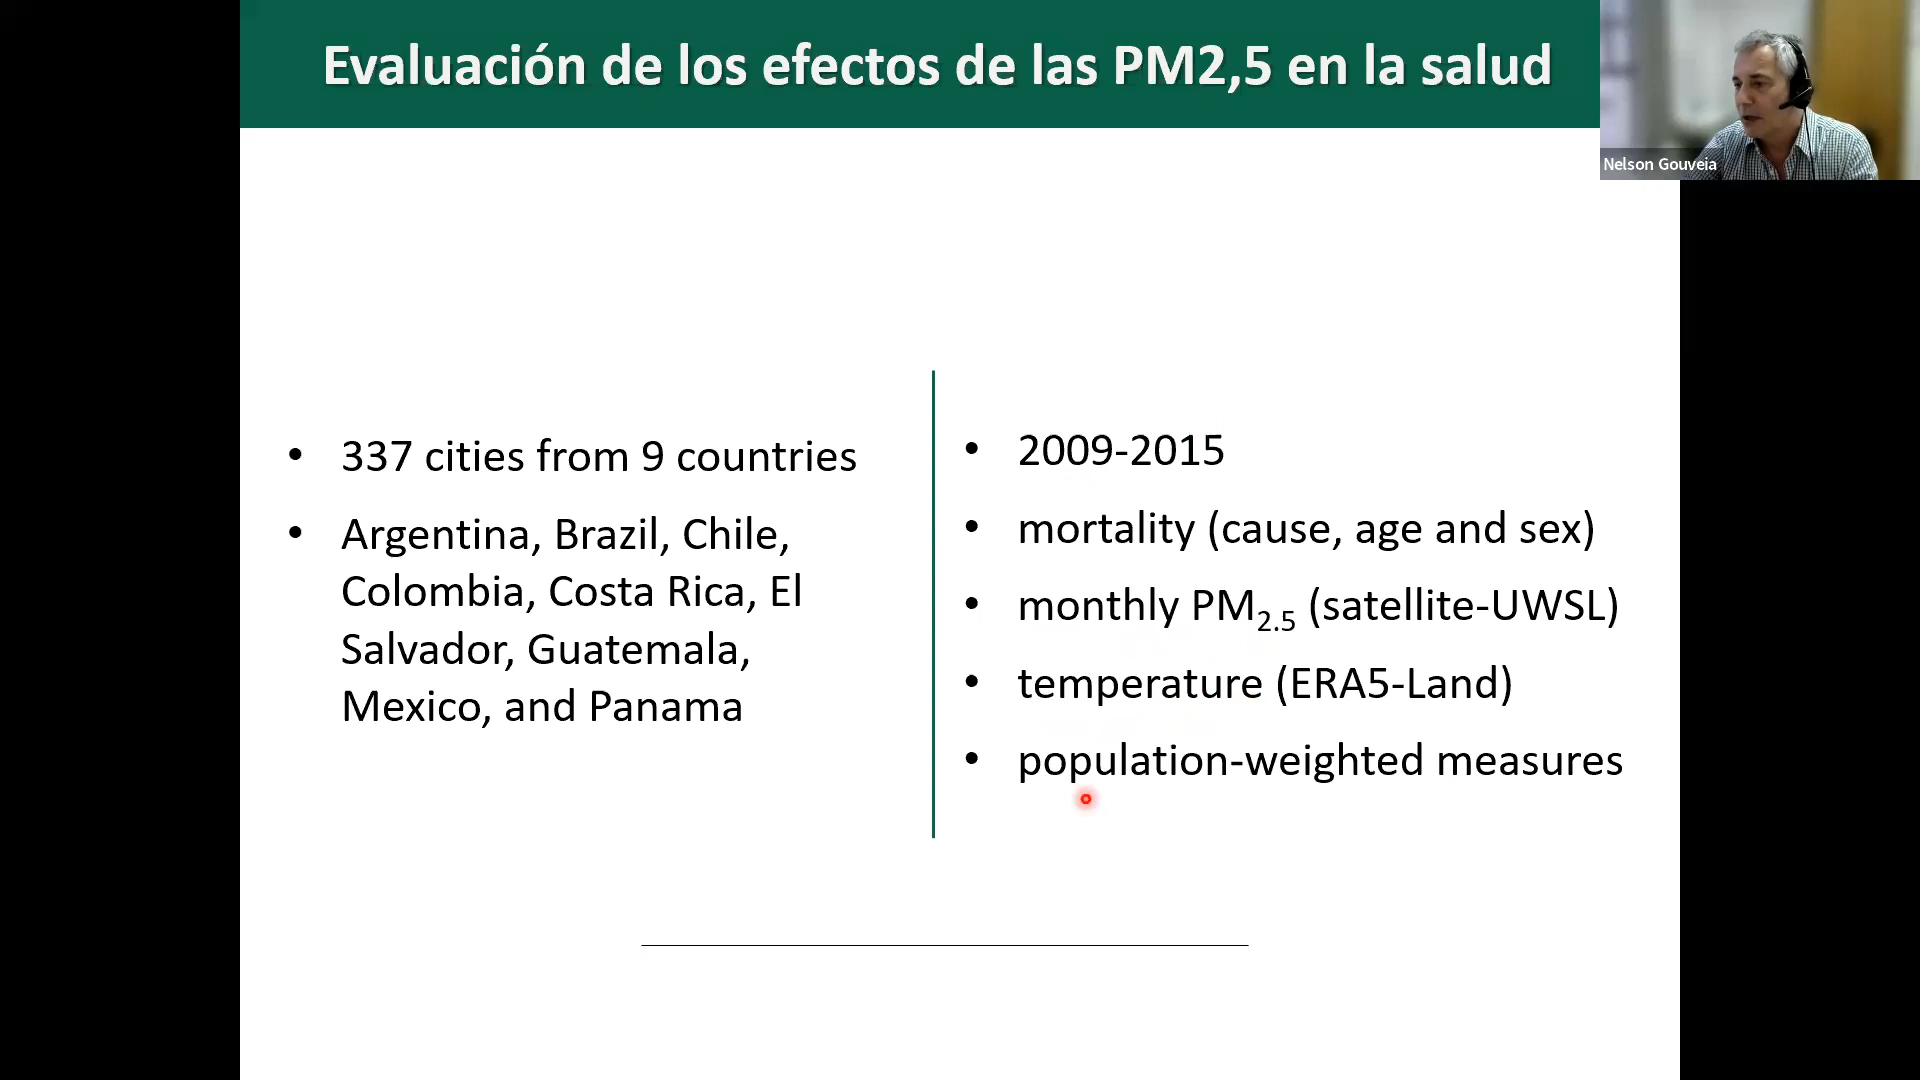 Evaluación de los efectos de las PM2,5 en la salud
Nelson Gouveia
• 337 cities from 9 countries
• Argentina, Brazil, Chile,
Colombia, Costa Rica, El
Salvador, Guatemala,
Mexico, and Panama
• 2009-2015
• mortality (cause, age and sex)
• monthly PM2.5 (satellite-UWSL)
• temperature (ERA5-Land)
• population-weighted measures